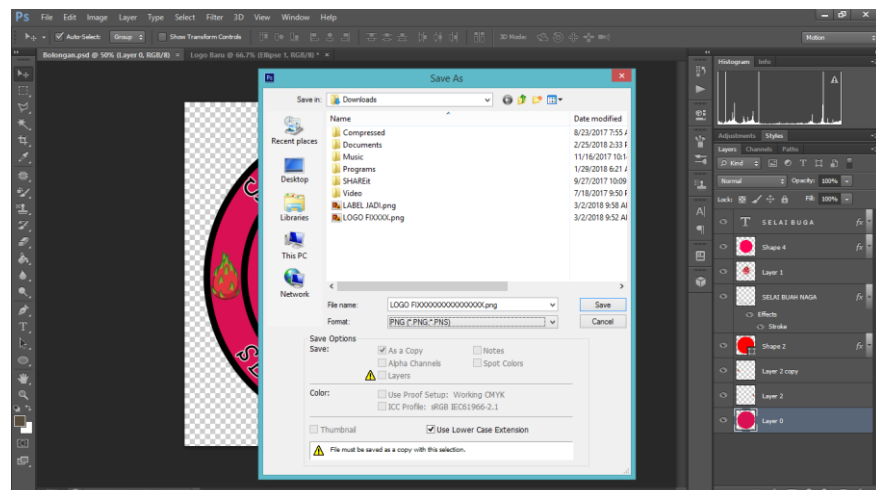 Ps File Edit Image Layer Type Select Filter 3D View Window Help
Auto-Select: Group Show Transform Controls 3D Mode: Motion
Bolongan.psd @ 50% (Layer 0, RGB/8) × Logo Baru @ 66.7% (Ellipse 1, RGB/8) * ×
Save As
Save in: Downloads
Name Date modified
Compressed 8/23/2017 7:55 A
Documents 2/25/2018 2:33 P
Music 11/16/2017 10:1
Programs 1/29/2018 6:21 A
SHAREit 9/27/2017 10:09
Video 7/18/2017 9:50 P
LABEL JADI.png 3/2/2018 9:58 AI
LOGO FIXXXX.png 3/2/2018 9:52 AI
Recent places
Desktop
Libraries
This PC
Network
File name: Save
Format: PNG (*.PNG;*.PNS) Cancel
Save Options
Save: As a Copy Notes
Alpha Channels Spot Colors
Layers
Color: Use Proof Setup: Working CMYK
ICC Profile: sRGB IEC61966-2.1
Thumbnail Use Lower Case Extension
File must be saved as a copy with this selection.
Histogram Info
Adjustments Styles
Layers Channels Paths
Kind
Normal Opacity: 100%
Lock: Fill: 100%
T SELAI BUGA fx
Shape 4 fx
Layer 1
SELAI BUAH NAGA fx
Effects
Stroke
Shape 2 fx
Layer 2 copy
Layer 2
Layer 0